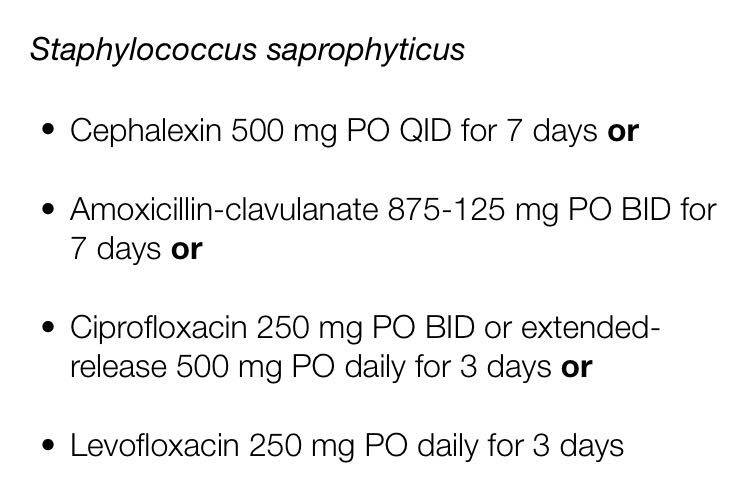 Staphylococcus saprophyticus
• Cephalexin 500 mg PO QID for 7 days or
• Amoxicillin-clavulanate 875-125 mg PO BID for
7 days or
• Ciprofloxacin 250 mg PO BID or extended-
release 500 mg PO daily for 3 days or
• Levofloxacin 250 mg PO daily for 3 days